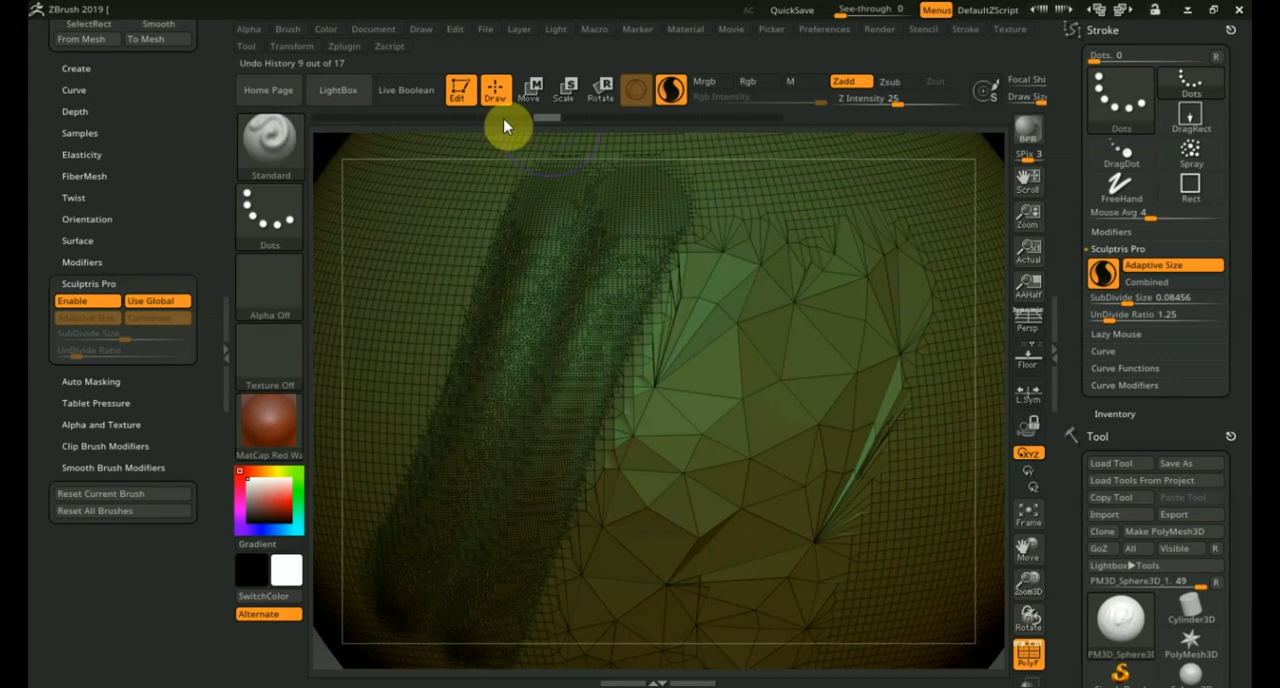 ZBrush 2019 [
AC QuickSave See-through 0 Menus DefaultZScript
Alpha Brush Color Document Draw Edit File Layer Light Macro Marker Material Movie Picker Preferences Render Stencil Stroke Texture
Tool Transform Zplugin Zscript
Undo History 9 out of 17
Home Page LightBox Live Boolean Edit Draw Move Scale Rotate
Mrgb Rgb M Zadd Zsub Zcut Focal Shi
Rgb Intensity Z Intensity 25 Draw Siz
SelectRect Smooth
From Mesh To Mesh
Create
Curve
Depth
Samples
Elasticity
FiberMesh
Twist
Orientation
Surface
Modifiers
Sculptris Pro
Enable Use Global
Adaptive Size Combined
SubDivide Size
UnDivide Ratio
Auto Masking
Tablet Pressure
Alpha and Texture
Clip Brush Modifiers
Smooth Brush Modifiers
Reset Current Brush
Reset All Brushes
Standard
Dots
Alpha Off
Texture Off
MatCap Red Wa
Gradient
SwitchColor
Alternate
BPR
SPix 3
Scroll
Zoom
Actual
AAHalf
Dynamic
Persp
Floor
L.Sym
XYZ
Frame
Move
Zoom3D
Rotate
PolyF
Stroke
Dots. 0 R
Dots
Dots
DragRect
DragDot Spray
FreeHand Rect
Mouse Avg 4
Modifiers
Sculptris Pro
Adaptive Size
Combined
SubDivide Size 0.08456
UnDivide Ratio 1.25
Lazy Mouse
Curve
Curve Functions
Curve Modifiers
Inventory
Tool
Load Tool Save As
Load Tools From Project
Copy Tool Paste Tool
Import Export
Clone Make PolyMesh3D
GoZ All Visible R
Lightbox▶Tools
PM3D_Sphere3D_1. 49 R
Cylinder3D
PM3D_Sphere3D PolyMesh3D